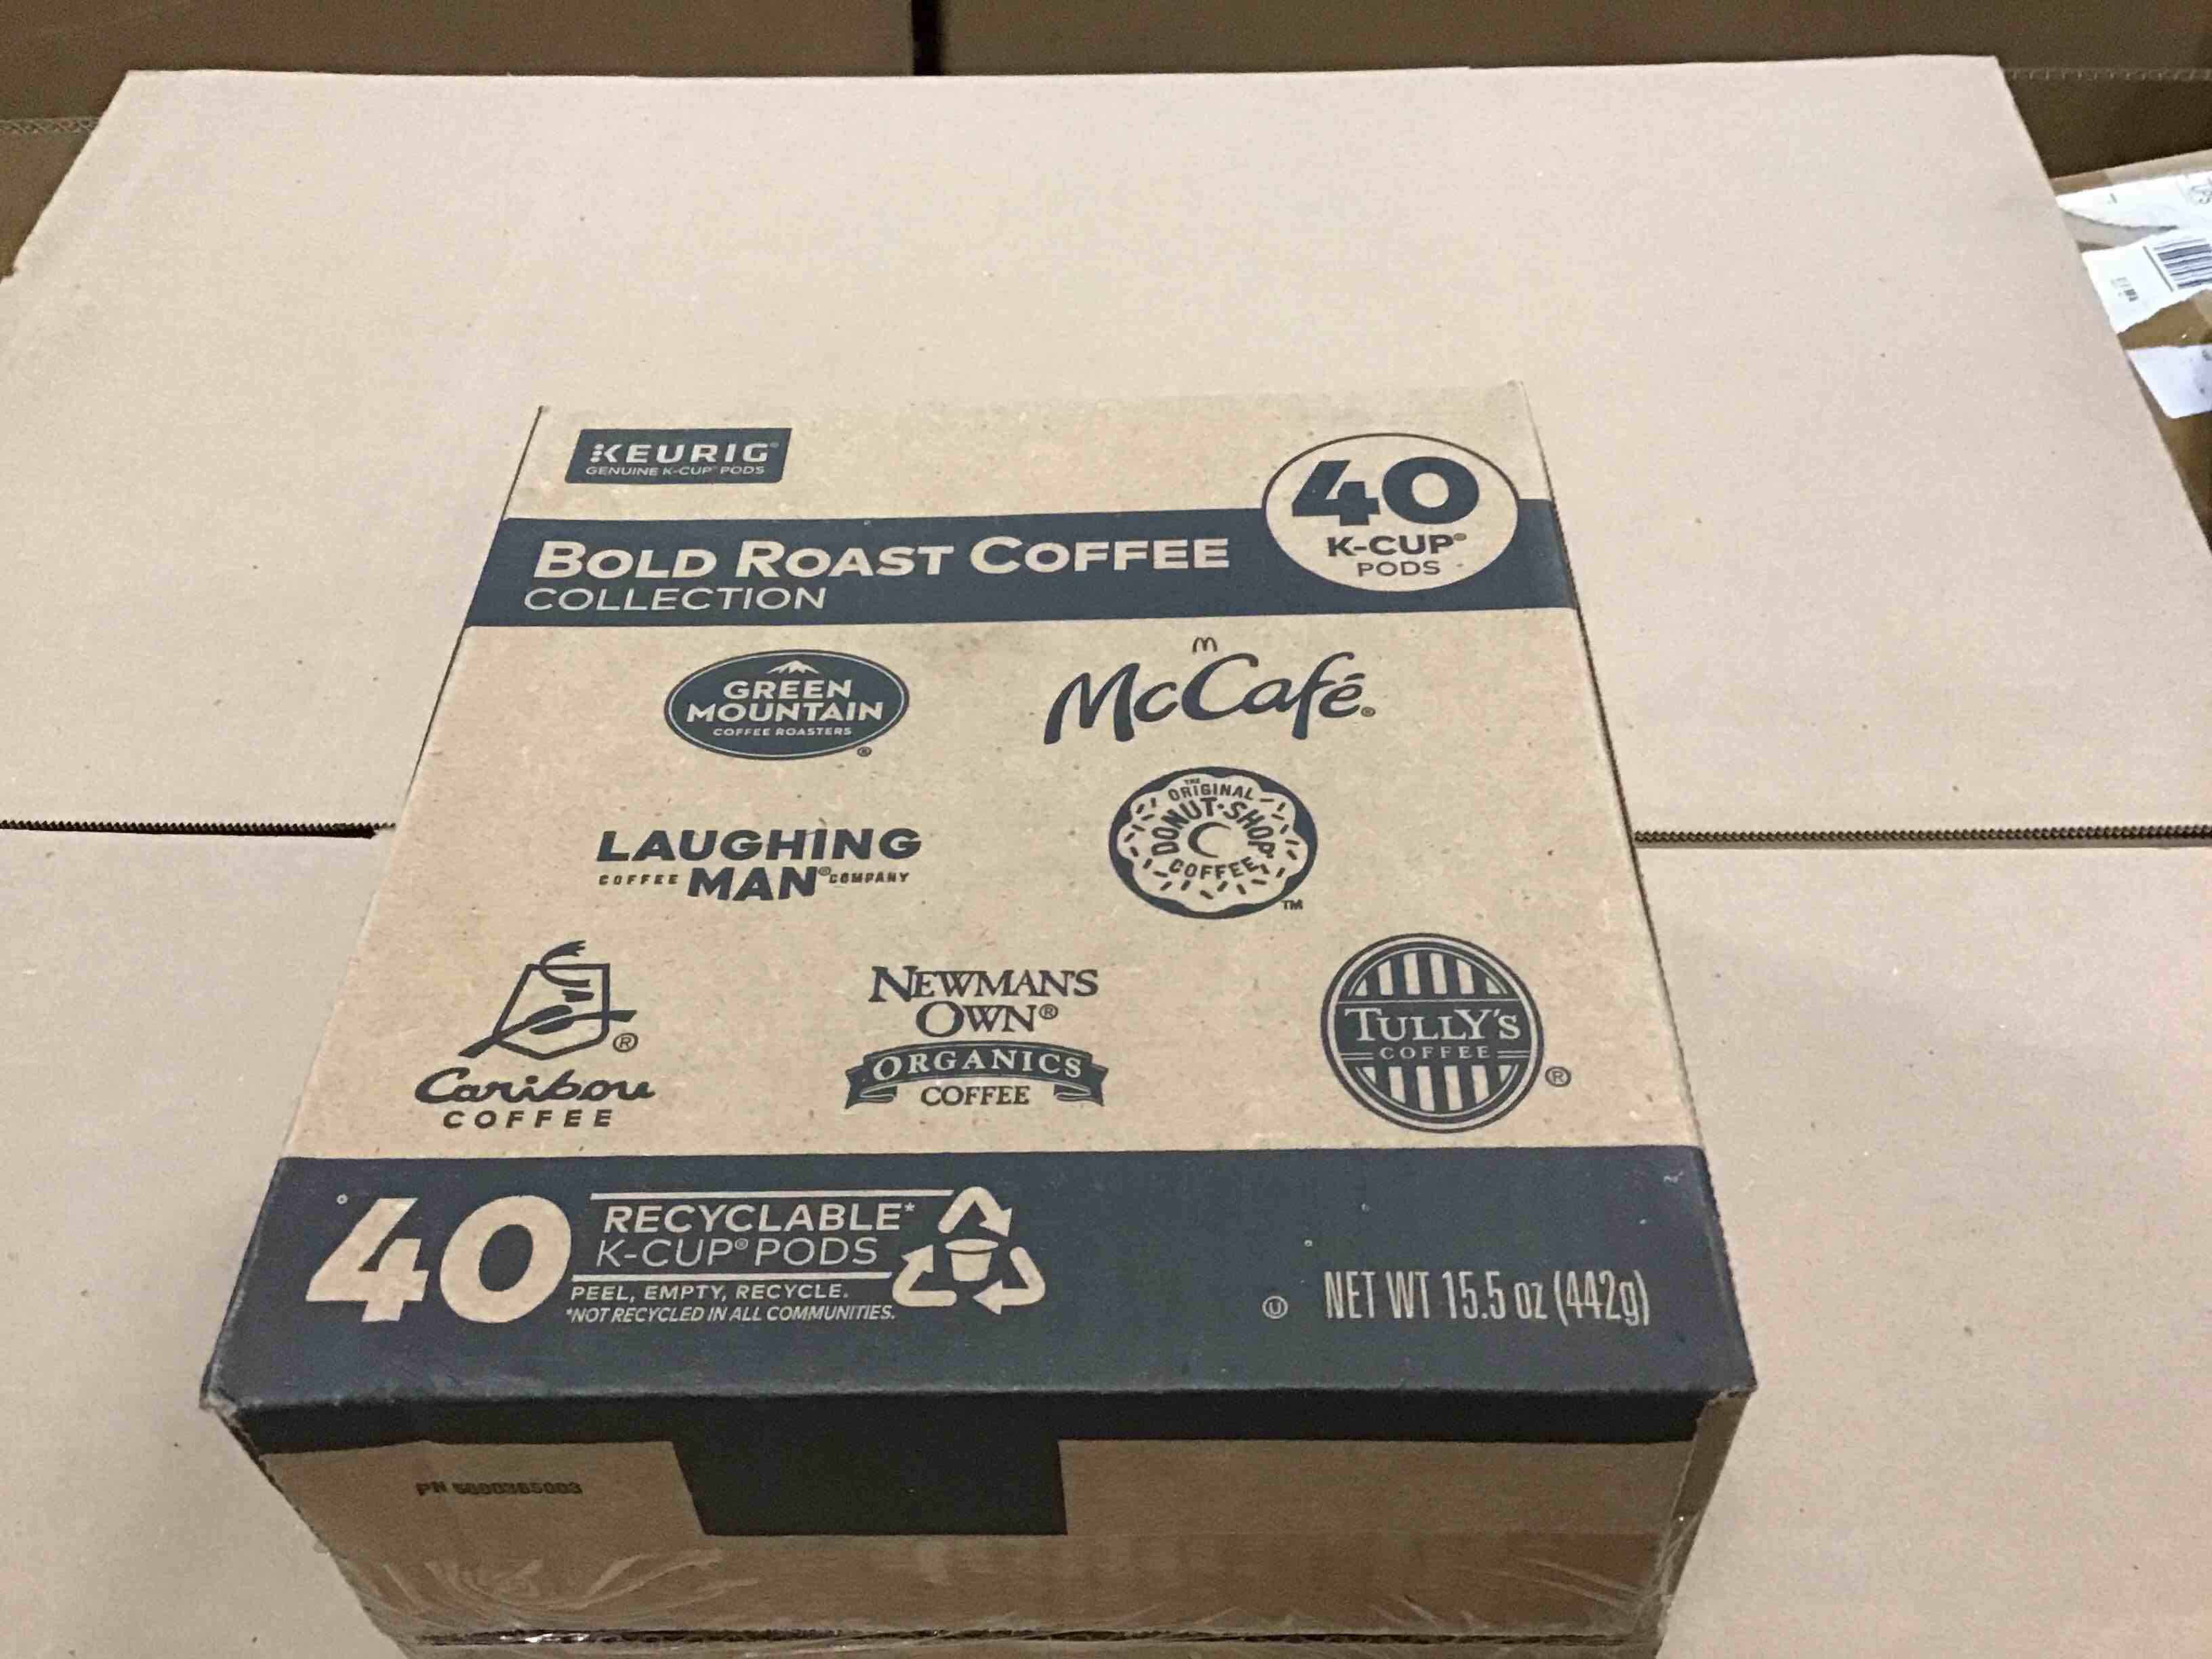 KEURIG®
GENUINE K-CUP® PODS
40
K-CUP®
PODS
BOLD ROAST COFFEE
COLLECTION
GREEN
MOUNTAIN
COFFEE ROASTERS
®
m
McCafé®
LAUGHING
COFFEE MAN® COMPANY
THE
ORIGINAL
DONUT·SHOP
COFFEE
TM
Caribou
COFFEE
®
NEWMAN'S
OWN®
ORGANICS
COFFEE
TULLY'S
COFFEE
®
40
RECYCLABLE*
K-CUP® PODS
PEEL, EMPTY, RECYCLE.
*NOT RECYCLED IN ALL COMMUNITIES.
U NET WT 15.5 oz (442g)
PN